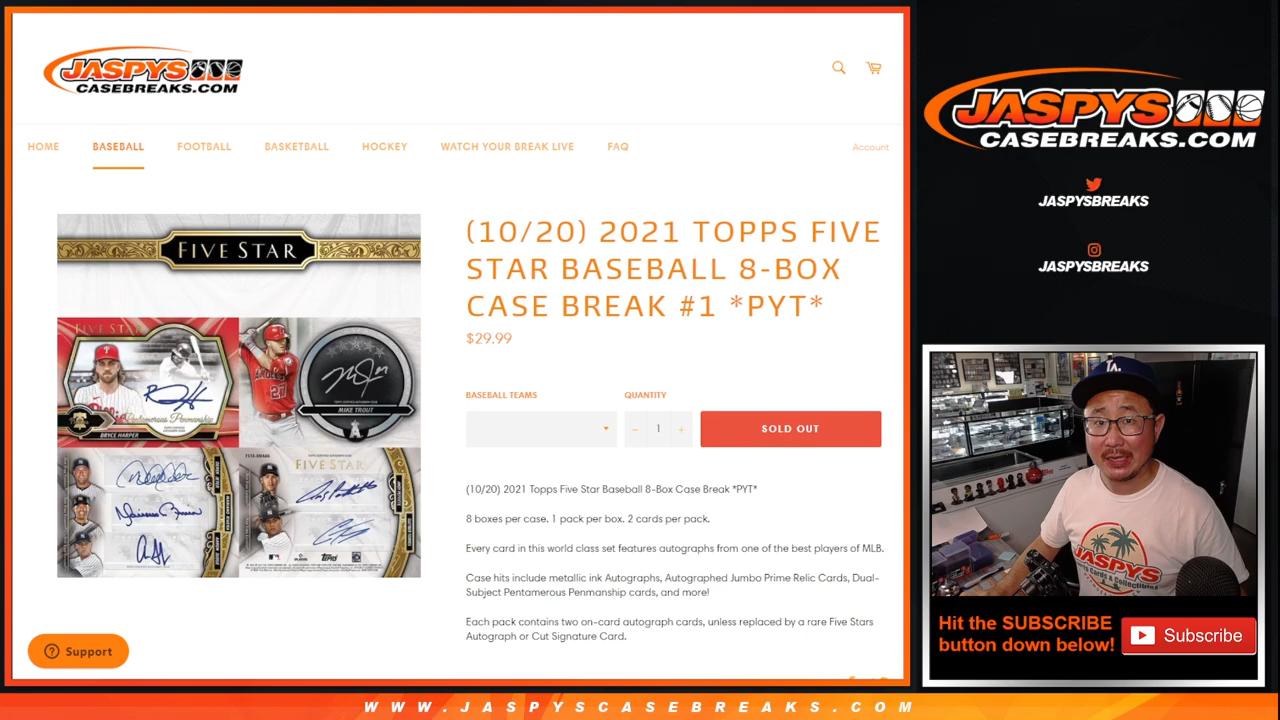 JASPYS
CASEBREAKS.COM
HOME
BASEBALL
FOOTBALL
BASKETBALL
HOCKEY
WATCH YOUR BREAK LIVE
FAQ
Account
FIVE STAR
FIVE STAR
BRYCE HARPER
MIKE TROUT
FIVE STAR
topps
(10/20) 2021 TOPPS FIVE
STAR BASEBALL 8-BOX
CASE BREAK #1 *PYT*
$29.99
BASEBALL TEAMS
QUANTITY
− 1 +
SOLD OUT
(10/20) 2021 Topps Five Star Baseball 8-Box Case Break *PYT*
8 boxes per case. 1 pack per box. 2 cards per pack.
Every card in this world class set features autographs from one of the best players of MLB.
Case hits include metallic ink Autographs, Autographed Jumbo Prime Relic Cards, Dual-
Subject Pentamerous Penmanship cards, and more!
Each pack contains two on-card autograph cards, unless replaced by a rare Five Stars
Autograph or Cut Signature Card.
Support
JASPYS
CASEBREAKS.COM
JASPYSBREAKS
JASPYSBREAKS
LA
JASPYS
Hit the SUBSCRIBE
button down below!
Subscribe
WWW.JASPYSCASEBREAKS.COM